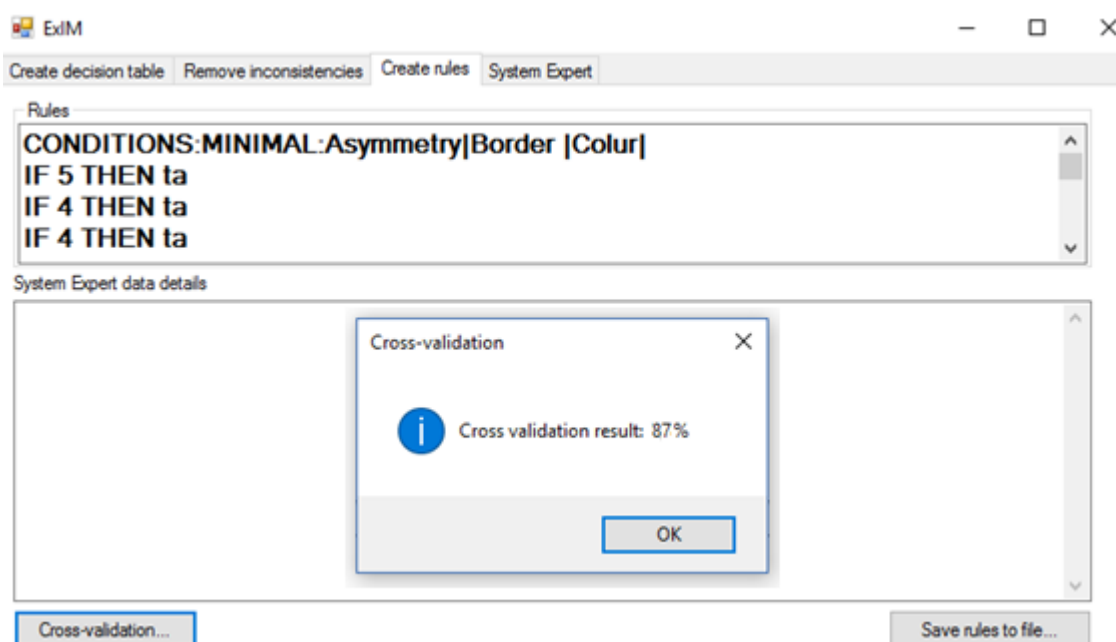 ExIM
Create decision table Remove inconsistencies Create rules System Expert
Rules
CONDITIONS:MINIMAL:Asymmetry|Border |Colur|
IF 5 THEN ta
IF 4 THEN ta
IF 4 THEN ta
System Expert data details
Cross-validation
Cross validation result: 87%
OK
Cross-validation...
Save rules to file...